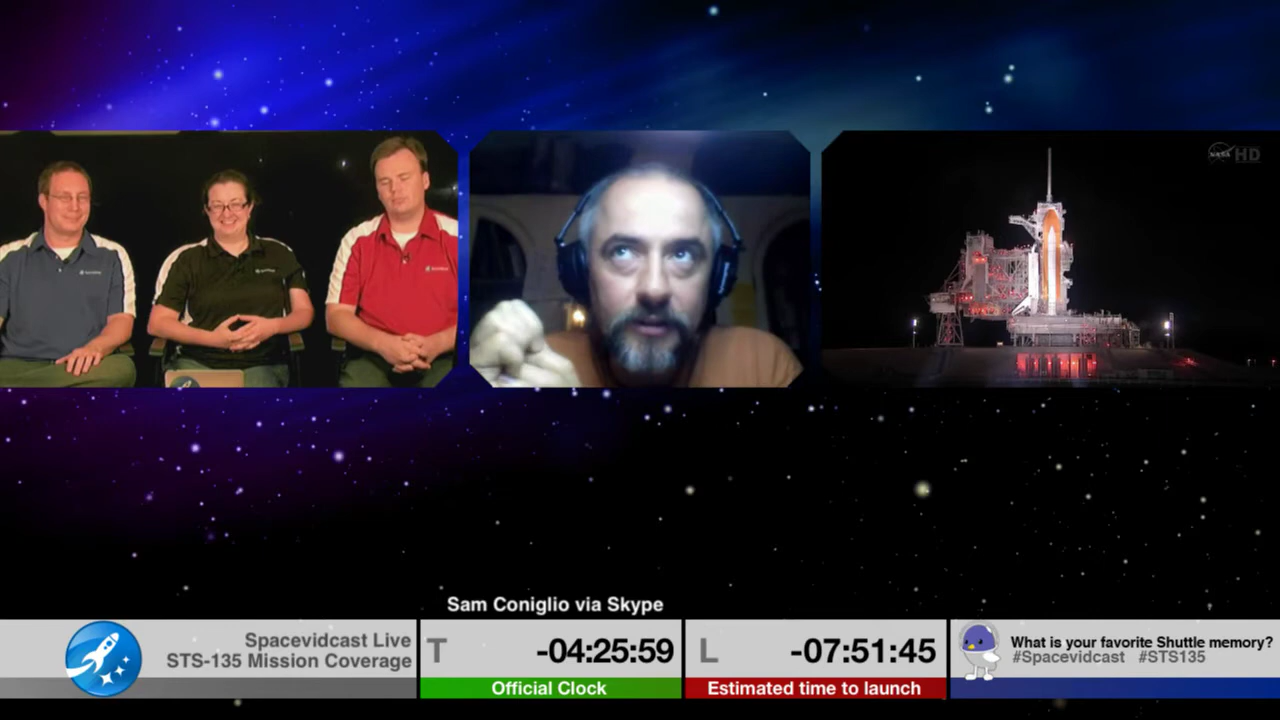 NASA HD
Sam Coniglio via Skype
Spacevidcast Live
STS-135 Mission Coverage
T -04:25:59
Official Clock
L -07:51:45
Estimated time to launch
What is your favorite Shuttle memory?
#Spacevidcast #STS135